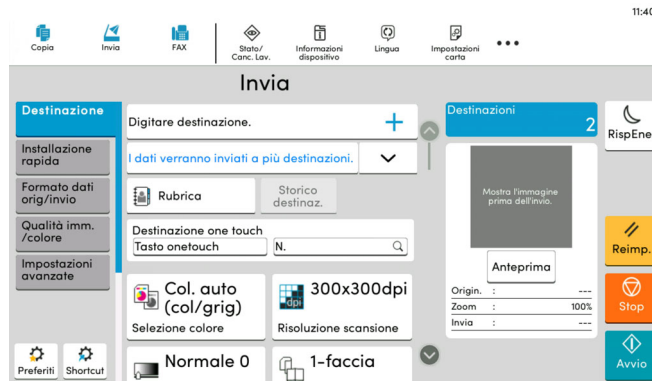 11:40
Copia
Invia
FAX
Stato/
Canc. Lav.
Informazioni
dispositivo
Lingua
Impostazioni
carta
Invia
Destinazione
Installazione
rapida
Formato dati
orig/invio
Qualità imm.
/colore
Impostazioni
avanzate
Preferiti
Shortcut
Digitare destinazione.
I dati verranno inviati a più destinazioni.
Rubrica
Storico
destinaz.
Destinazione one touch
Tasto onetouch
N.
Col. auto
(col/grig)
Selezione colore
dpi
300x300dpi
Risoluzione scansione
Normale 0
1-faccia
Destinazioni
2
Mostra l'immagine
prima dell'invio.
Anteprima
Origin. : ---
Zoom : 100%
Invia : ---
RispEne
Reimp.
Stop
Avvio